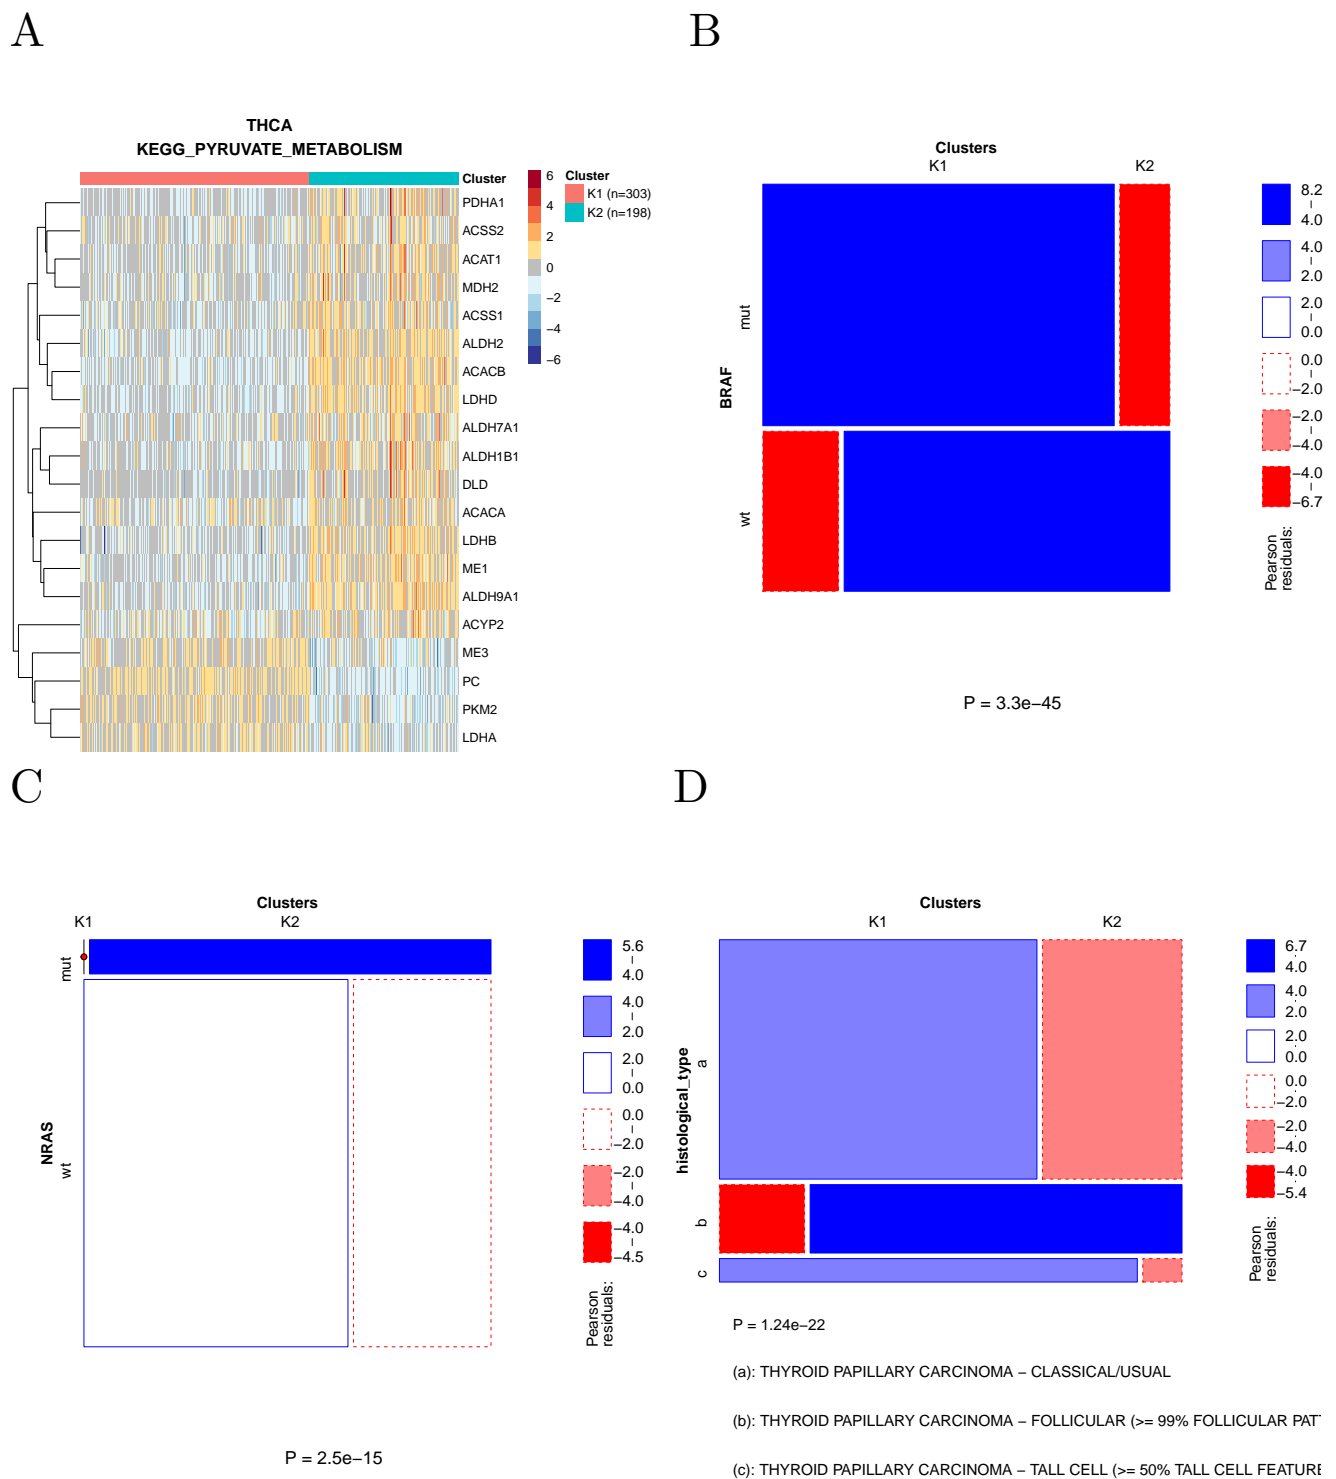 A
THCA
KEGG_PYRUVATE_METABOLISM
Cluster
PDHA1
ACSS2
ACAT1
MDH2
ACSS1
ALDH2
ACACB
LDHD
ALDH7A1
ALDH1B1
DLD
ACACA
LDHB
ME1
ALDH9A1
ACYP2
ME3
PC
PKM2
LDHA
6
4
2
0
−2
−4
−6
Cluster
K1 (n=303)
K2 (n=198)
B
Clusters
K1 K2
BRAF
mut
wt
8.2
–
4.0
4.0
–
2.0
2.0
–
0.0
0.0
–
−2.0
−2.0
–
−4.0
−4.0
–
−6.7
Pearson
residuals:
P = 3.3e−45
C
Clusters
K1 K2
NRAS
mut
wt
5.6
–
4.0
4.0
–
2.0
2.0
–
0.0
0.0
–
−2.0
−2.0
–
−4.0
−4.0
–
−4.5
Pearson
residuals:
P = 2.5e−15
D
Clusters
K1 K2
histological_type
a
b
c
6.7
4.0
4.0
2.0
2.0
0.0
0.0
−2.0
−2.0
−4.0
−4.0
−5.4
Pearson
residuals:
P = 1.24e−22
(a): THYROID PAPILLARY CARCINOMA − CLASSICAL/USUAL
(b): THYROID PAPILLARY CARCINOMA − FOLLICULAR (>= 99% FOLLICULAR PAT
(c): THYROID PAPILLARY CARCINOMA − TALL CELL (>= 50% TALL CELL FEATURE